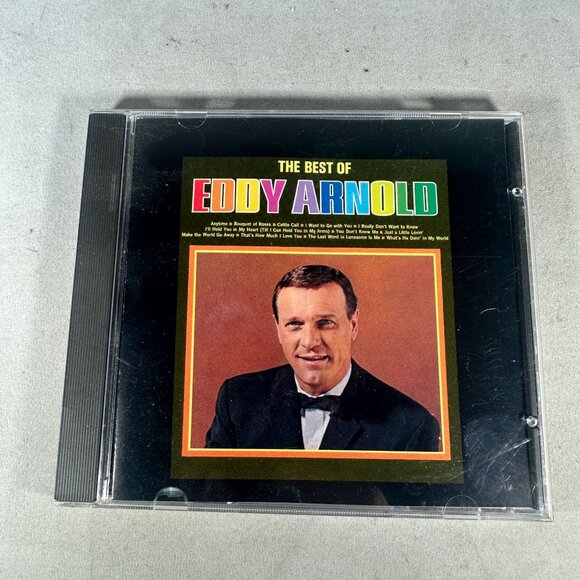 THE BEST OF
EDDY ARNOLD
Anytime ■ Bouquet of Roses ■ Cattle Call ■ I Want to Go with You ■ I Really Don't Want to Know
I'll Hold You in My Heart (Till I Can Hold You in My Arms) ■ You Don't Know Me ■ Just a Little Lovin'
Make the World Go Away ■ That's How Much I Love You ■ The Last Word in Lonesome Is Me ■ What's He Doin' in My World